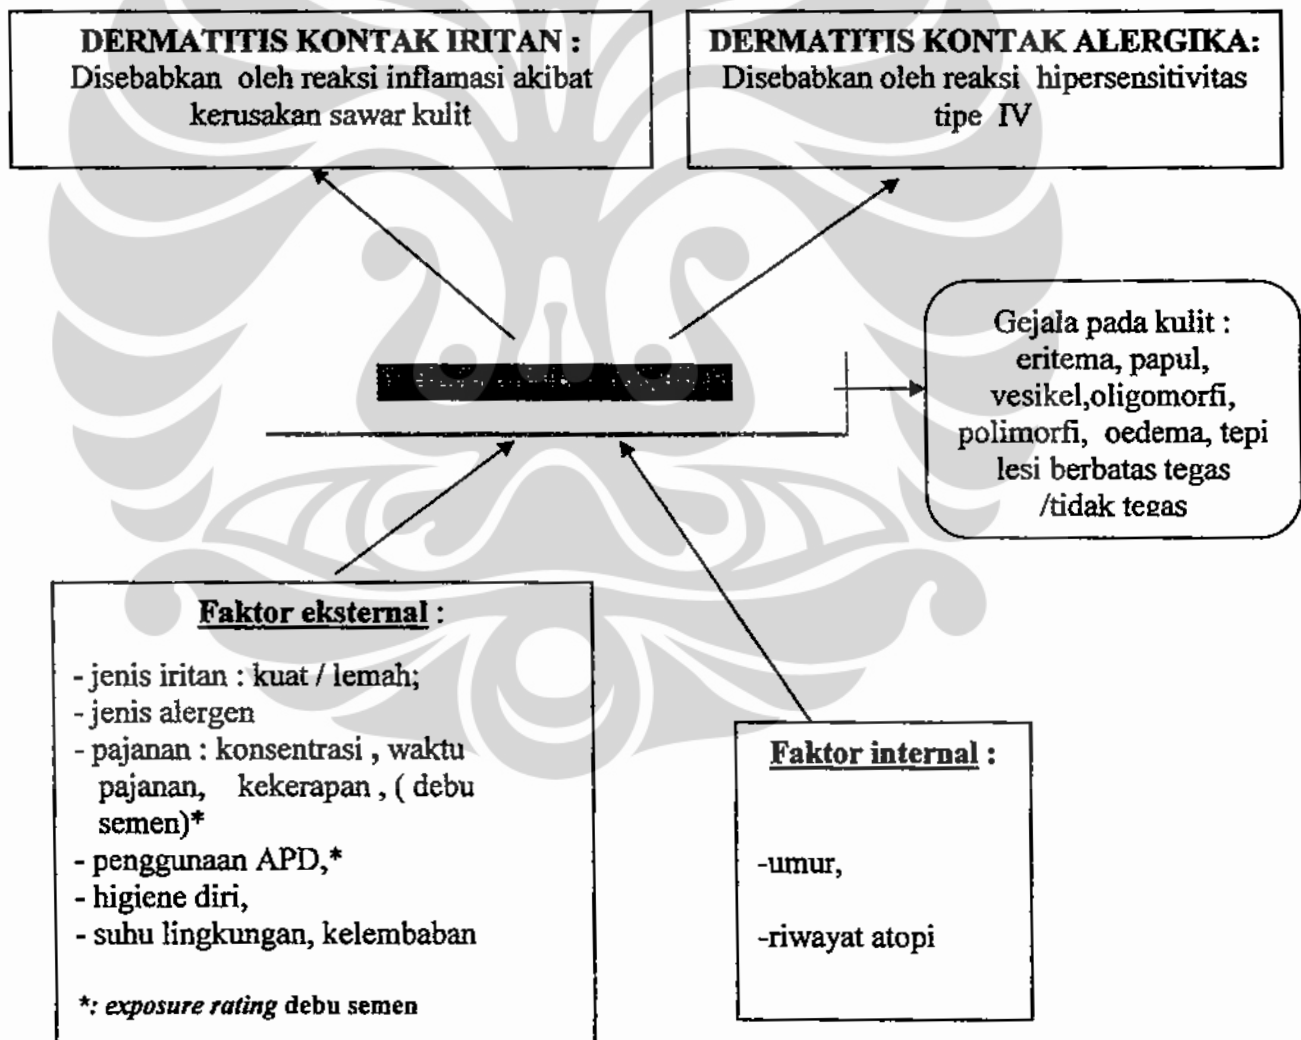 DERMATITIS KONTAK IRITAN :
Disebabkan oleh reaksi inflamasi akibat
kerusakan sawar kulit
DERMATITIS KONTAK ALERGIKA:
Disebabkan oleh reaksi hipersensitivitas
tipe IV
Gejala pada kulit :
eritema, papul,
vesikel,oligomorfi,
polimorfi, oedema, tepi
lesi berbatas tegas
/tidak tegas
Faktor eksternal :
- jenis iritan : kuat / lemah;
- jenis alergen
- pajanan : konsentrasi , waktu
pajanan, kekerapan , ( debu
semen)*
- penggunaan APD,*
- higiene diri,
- suhu lingkungan, kelembaban
*: exposure rating debu semen
Faktor internal :
-umur,
-riwayat atopi